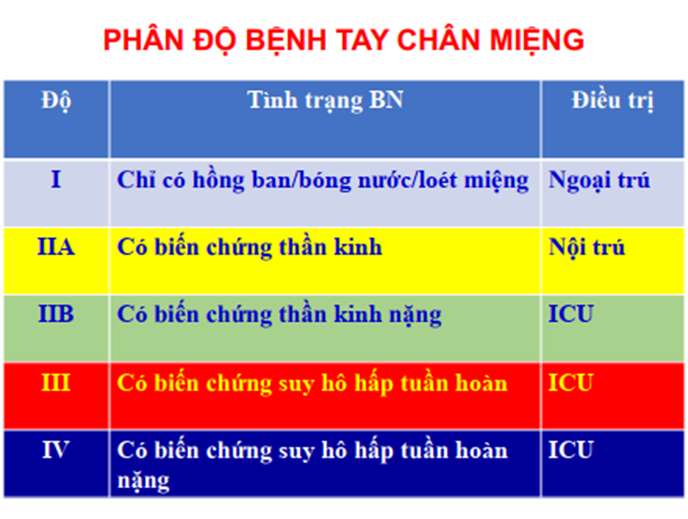 PHÂN ĐỘ BỆNH TAY CHÂN MIỆNG
Độ Tình trạng BN Điều trị
I Chỉ có hồng ban/bóng nước/loét miệng Ngoại trú
IIA Có biến chứng thần kinh Nội trú
IIB Có biến chứng thần kinh nặng ICU
III Có biến chứng suy hô hấp tuần hoàn ICU
IV Có biến chứng suy hô hấp tuần hoàn ICU
nặng